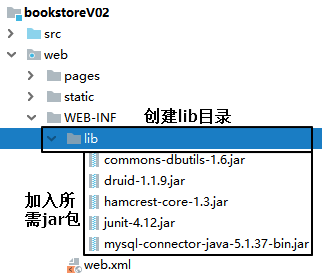 bookstoreV02
src
web
pages
static
WEB-INF 创建lib目录
lib
commons-dbutils-1.6.jar
druid-1.1.9.jar
hamcrest-core-1.3.jar
junit-4.12.jar
mysql-connector-java-5.1.37-bin.jar
加入所
需jar包
web.xml